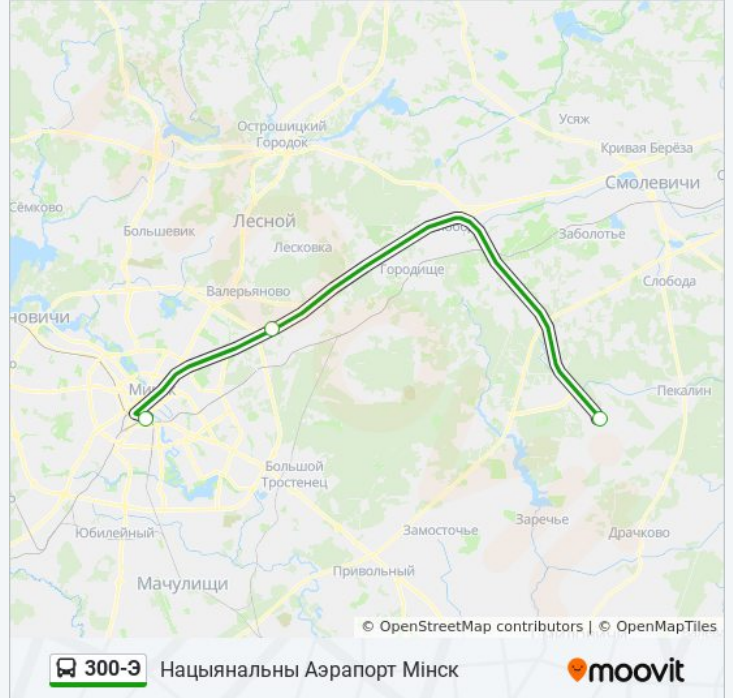 Усяж
Острошицкий
Городок
Кривая Берёза
Смолевичи
Сёмково
Лесной
Большевик
Заболотье
Лесковка
Городище
Слобода
Валерьяново
новичи
Минск
Пекалин
Большой
Тростенец
Заречье
Юбилейный
Замосточье
Драчково
Привольный
Мачулищи
© OpenStreetMap contributors | © OpenMapTiles
300-Э Нацыянальны Аэрапорт Мінск
moovit